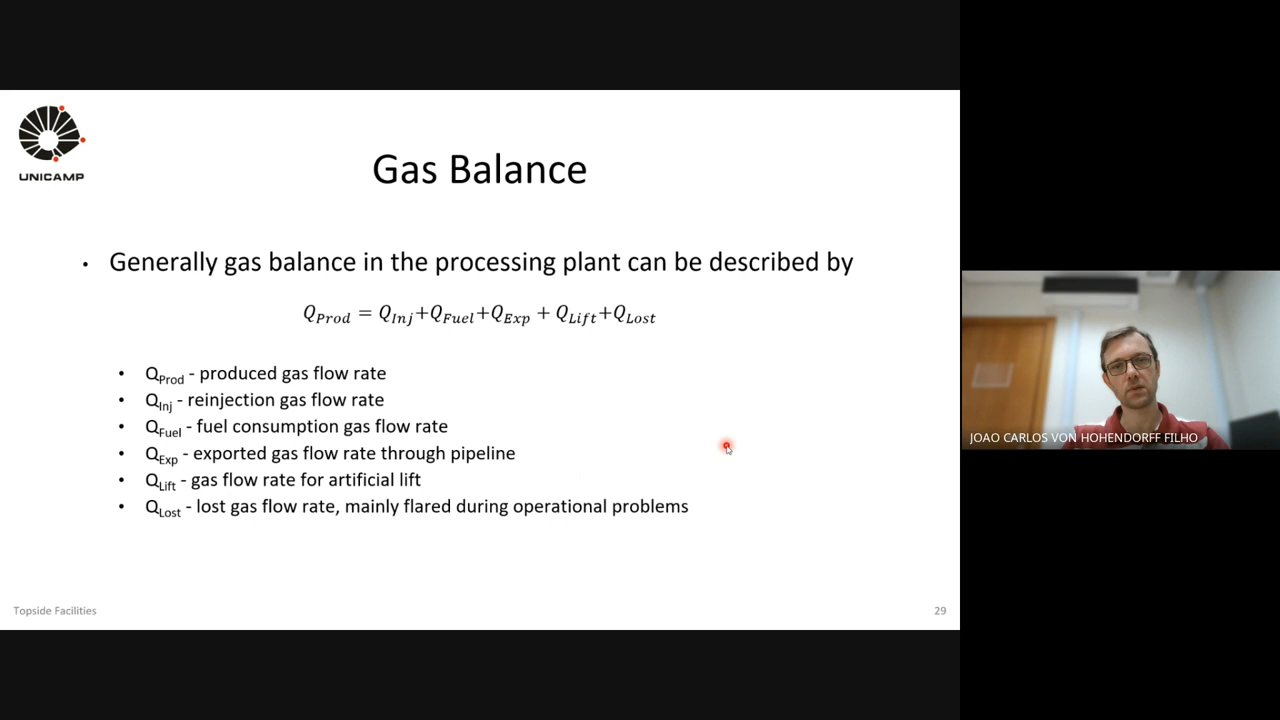 UNICAMP
Gas Balance
• Generally gas balance in the processing plant can be described by
Q_Prod = Q_Inj+Q_Fuel+Q_Exp + Q_Lift+Q_Lost
• Q_Prod - produced gas flow rate
• Q_Inj - reinjection gas flow rate
• Q_Fuel - fuel consumption gas flow rate
• Q_Exp - exported gas flow rate through pipeline
• Q_Lift - gas flow rate for artificial lift
• Q_Lost - lost gas flow rate, mainly flared during operational problems
Topside Facilities
29
JOAO CARLOS VON HOHENDORFF FILHO